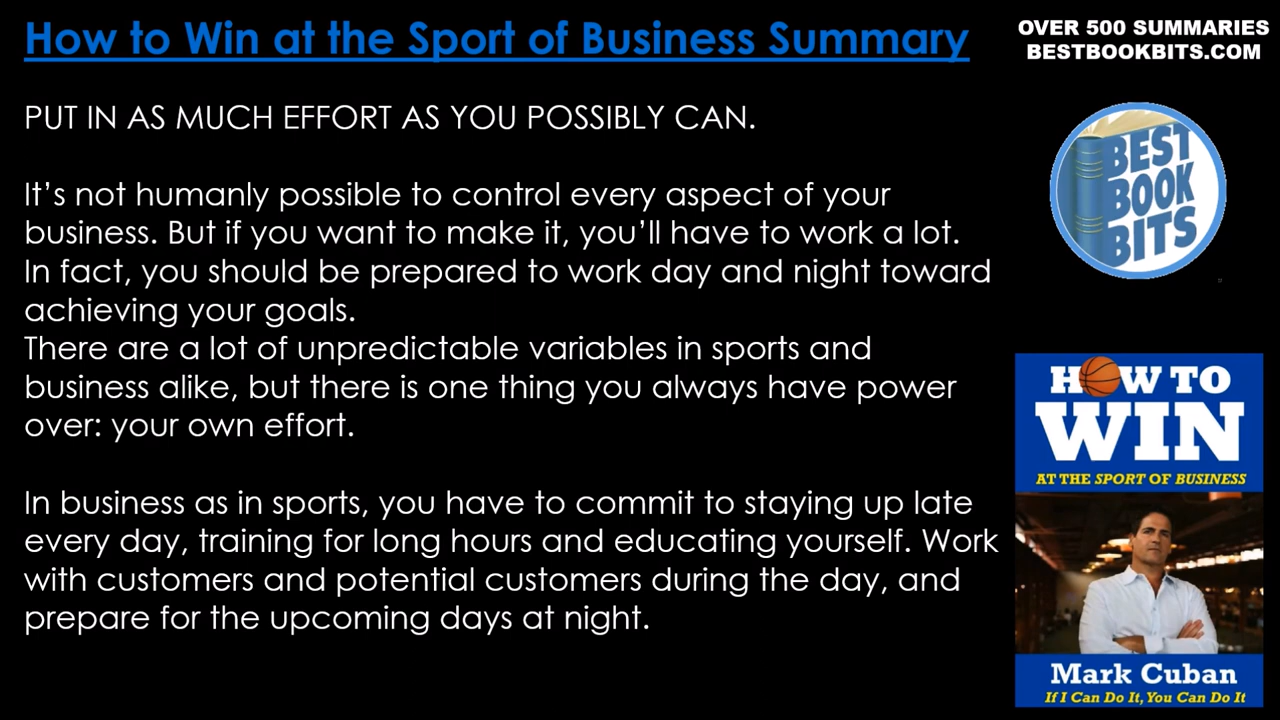 How to Win at the Sport of Business Summary
OVER 500 SUMMARIES
BESTBOOKBITS.COM
PUT IN AS MUCH EFFORT AS YOU POSSIBLY CAN.
It’s not humanly possible to control every aspect of your
business. But if you want to make it, you’ll have to work a lot.
In fact, you should be prepared to work day and night toward
achieving your goals.
There are a lot of unpredictable variables in sports and
business alike, but there is one thing you always have power
over: your own effort.
In business as in sports, you have to commit to staying up late
every day, training for long hours and educating yourself. Work
with customers and potential customers during the day, and
prepare for the upcoming days at night.
BEST
BOOK
BITS
HOW TO
WIN
AT THE SPORT OF BUSINESS
Mark Cuban
If I Can Do It, You Can Do It